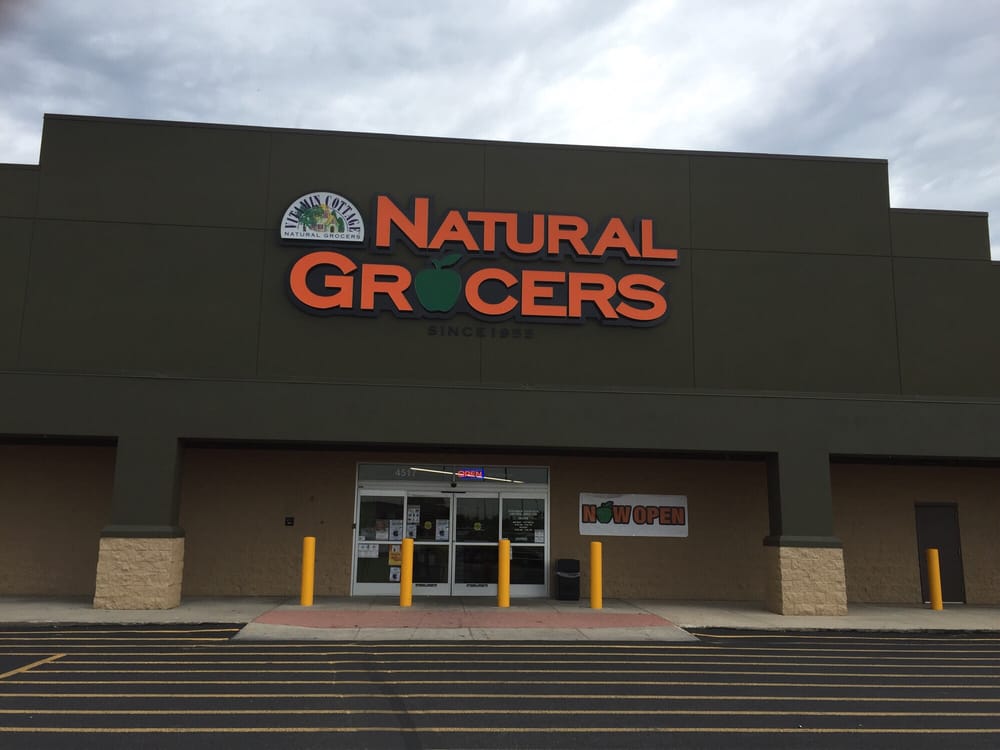 VITAMIN COTTAGE
NATURAL GROCERS
NATURAL
GROCERS
SINCE 1955
OPEN
NOW OPEN